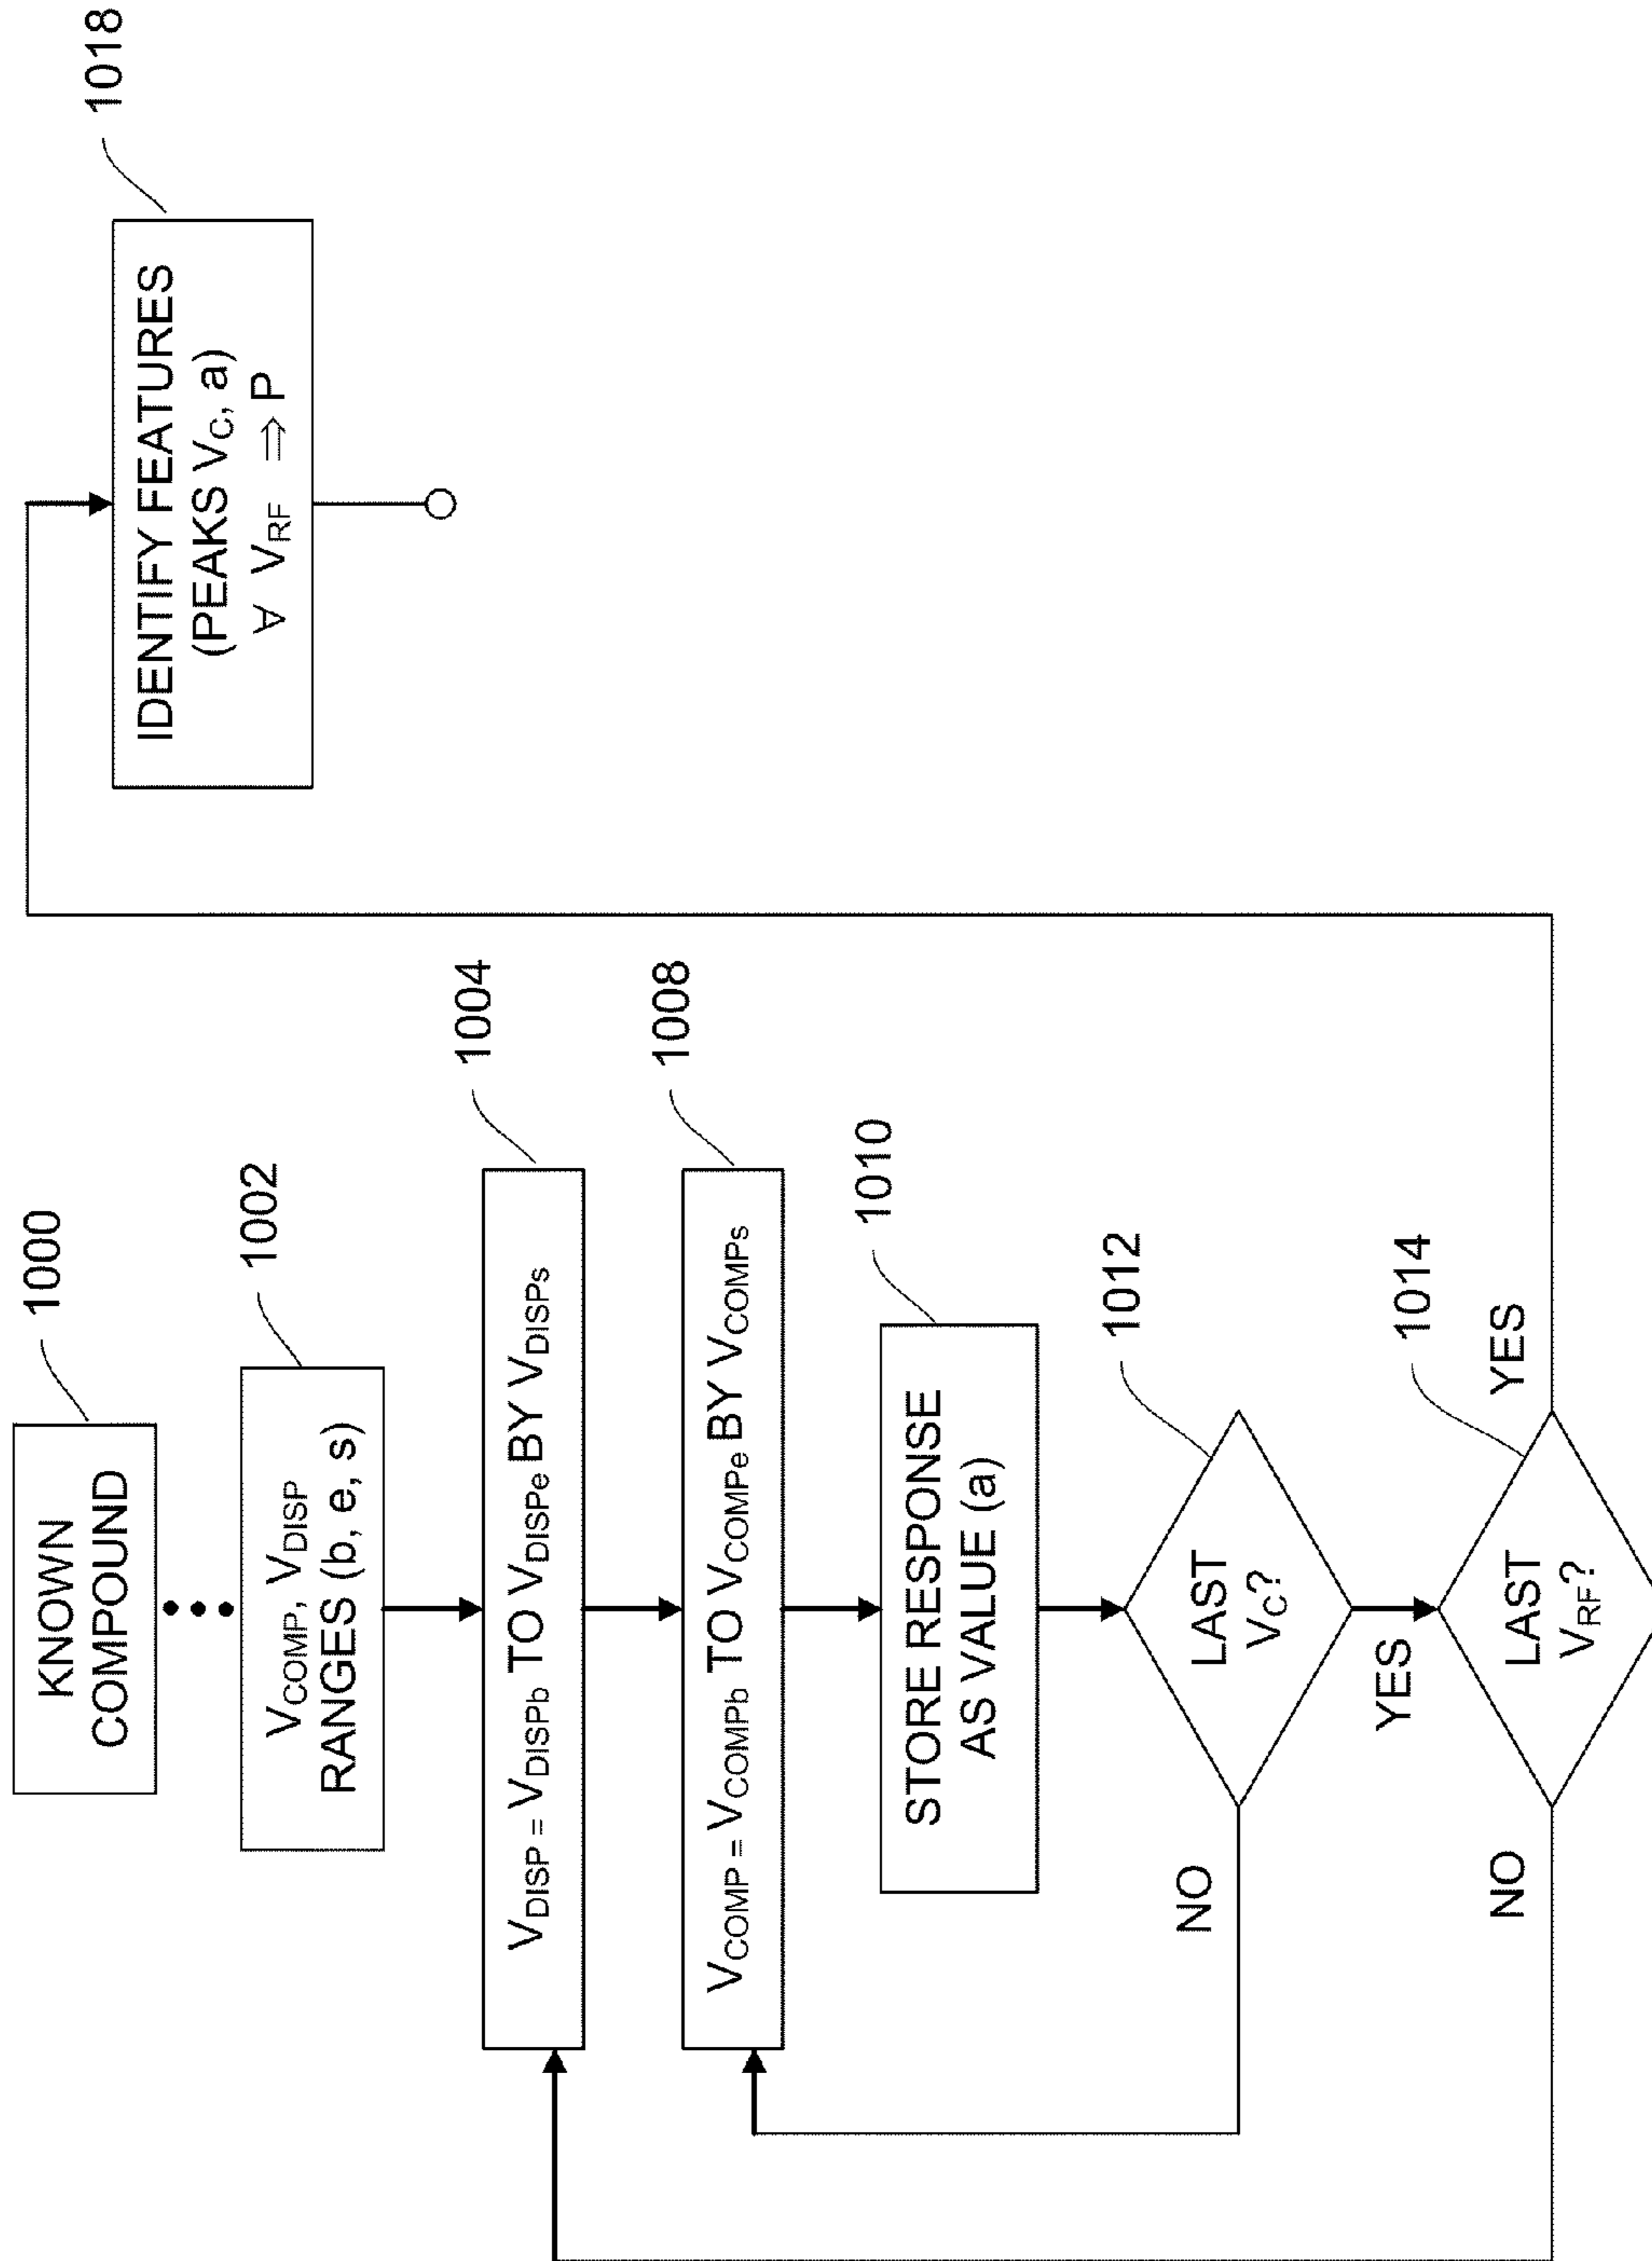 KNOWN
COMPOUND
1000
V_COMP, V_DISP
RANGES (b, e, s)
1002
V_DISP = V_DISPb TO V_DISPe BY V_DISPs
1004
V_COMP = V_COMPb TO V_COMPe BY V_COMPs
1008
STORE RESPONSE
AS VALUE (a)
1010
LAST
V_C?
1012
NO
YES
LAST
V_RF?
1014
NO
YES
IDENTIFY FEATURES
(PEAKS V_C, a)
∀ V_RF ⇒ P
1018